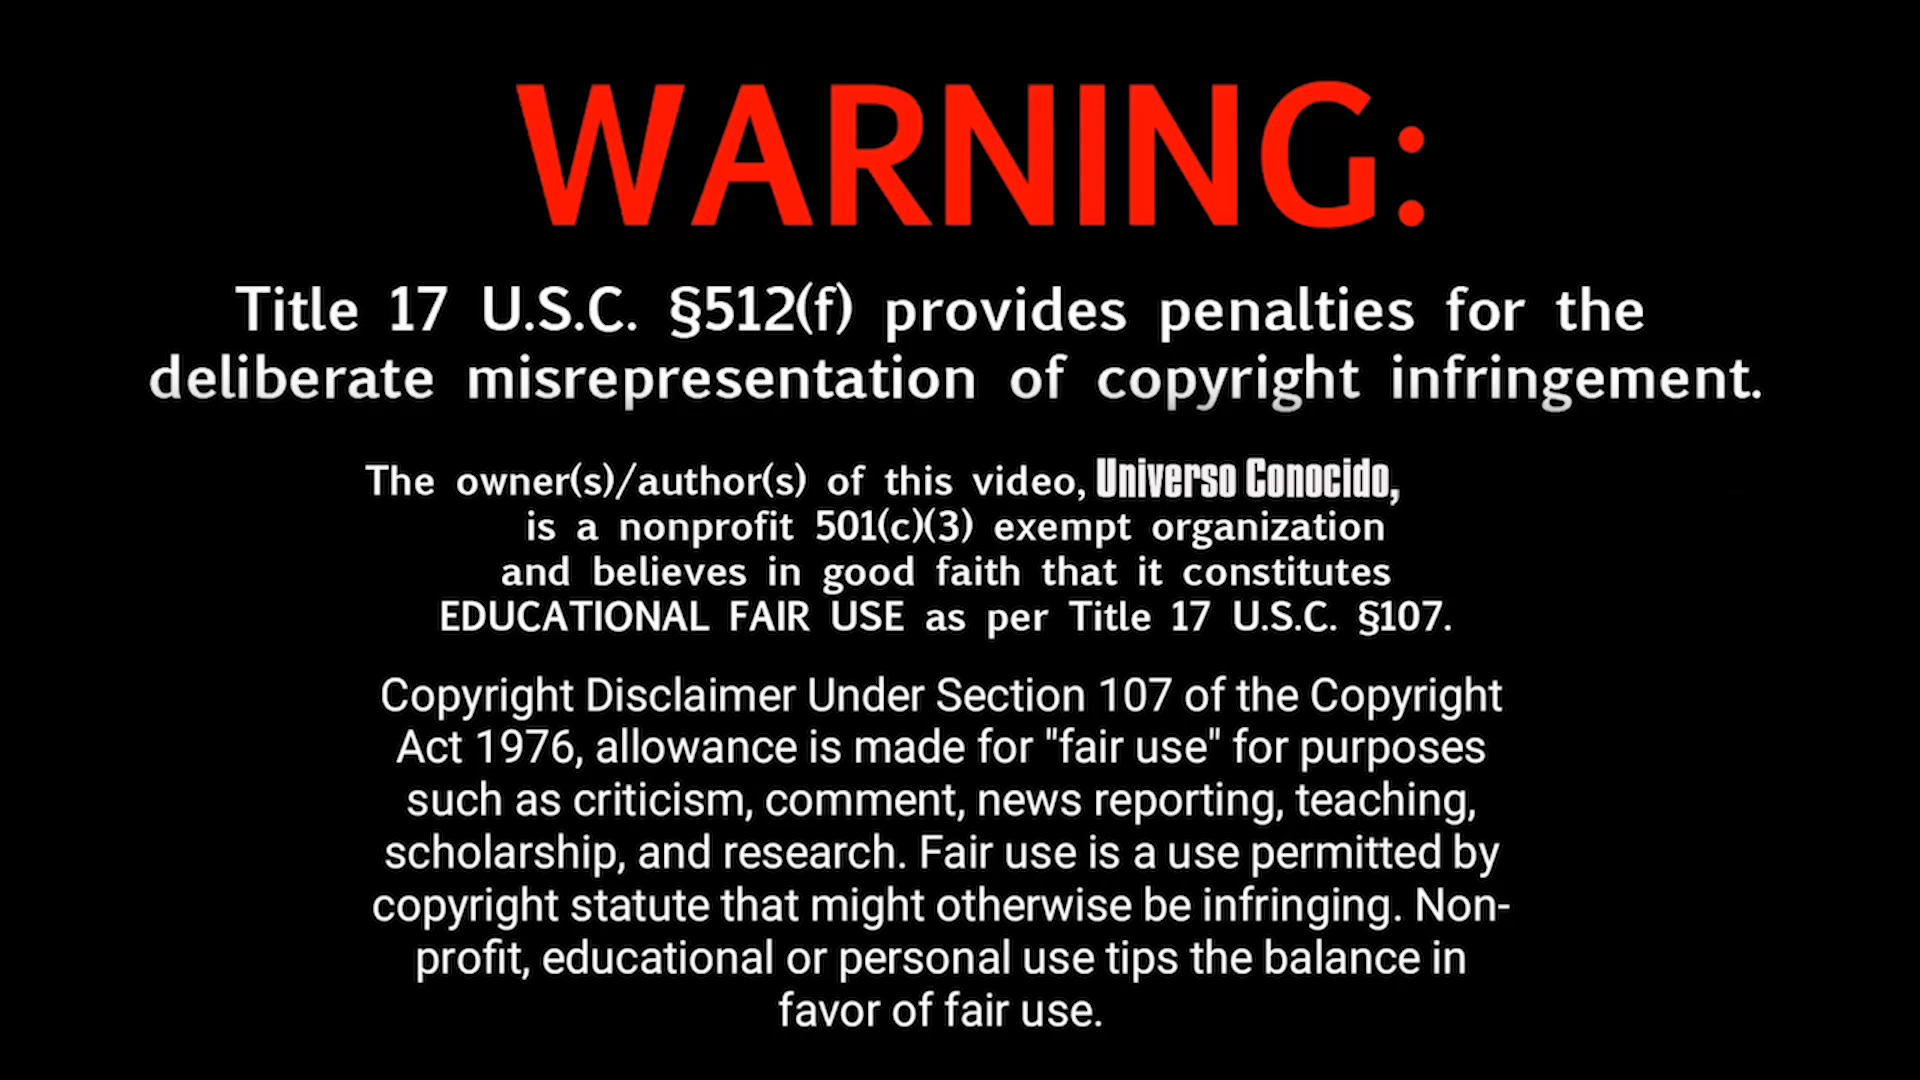 WARNING:
Title 17 U.S.C. §512(f) provides penalties for the
deliberate misrepresentation of copyright infringement.
The owner(s)/author(s) of this video, Universo Conocido,
is a nonprofit 501(c)(3) exempt organization
and believes in good faith that it constitutes
EDUCATIONAL FAIR USE as per Title 17 U.S.C. §107.
Copyright Disclaimer Under Section 107 of the Copyright
Act 1976, allowance is made for "fair use" for purposes
such as criticism, comment, news reporting, teaching,
scholarship, and research. Fair use is a use permitted by
copyright statute that might otherwise be infringing. Non-
profit, educational or personal use tips the balance in
favor of fair use.